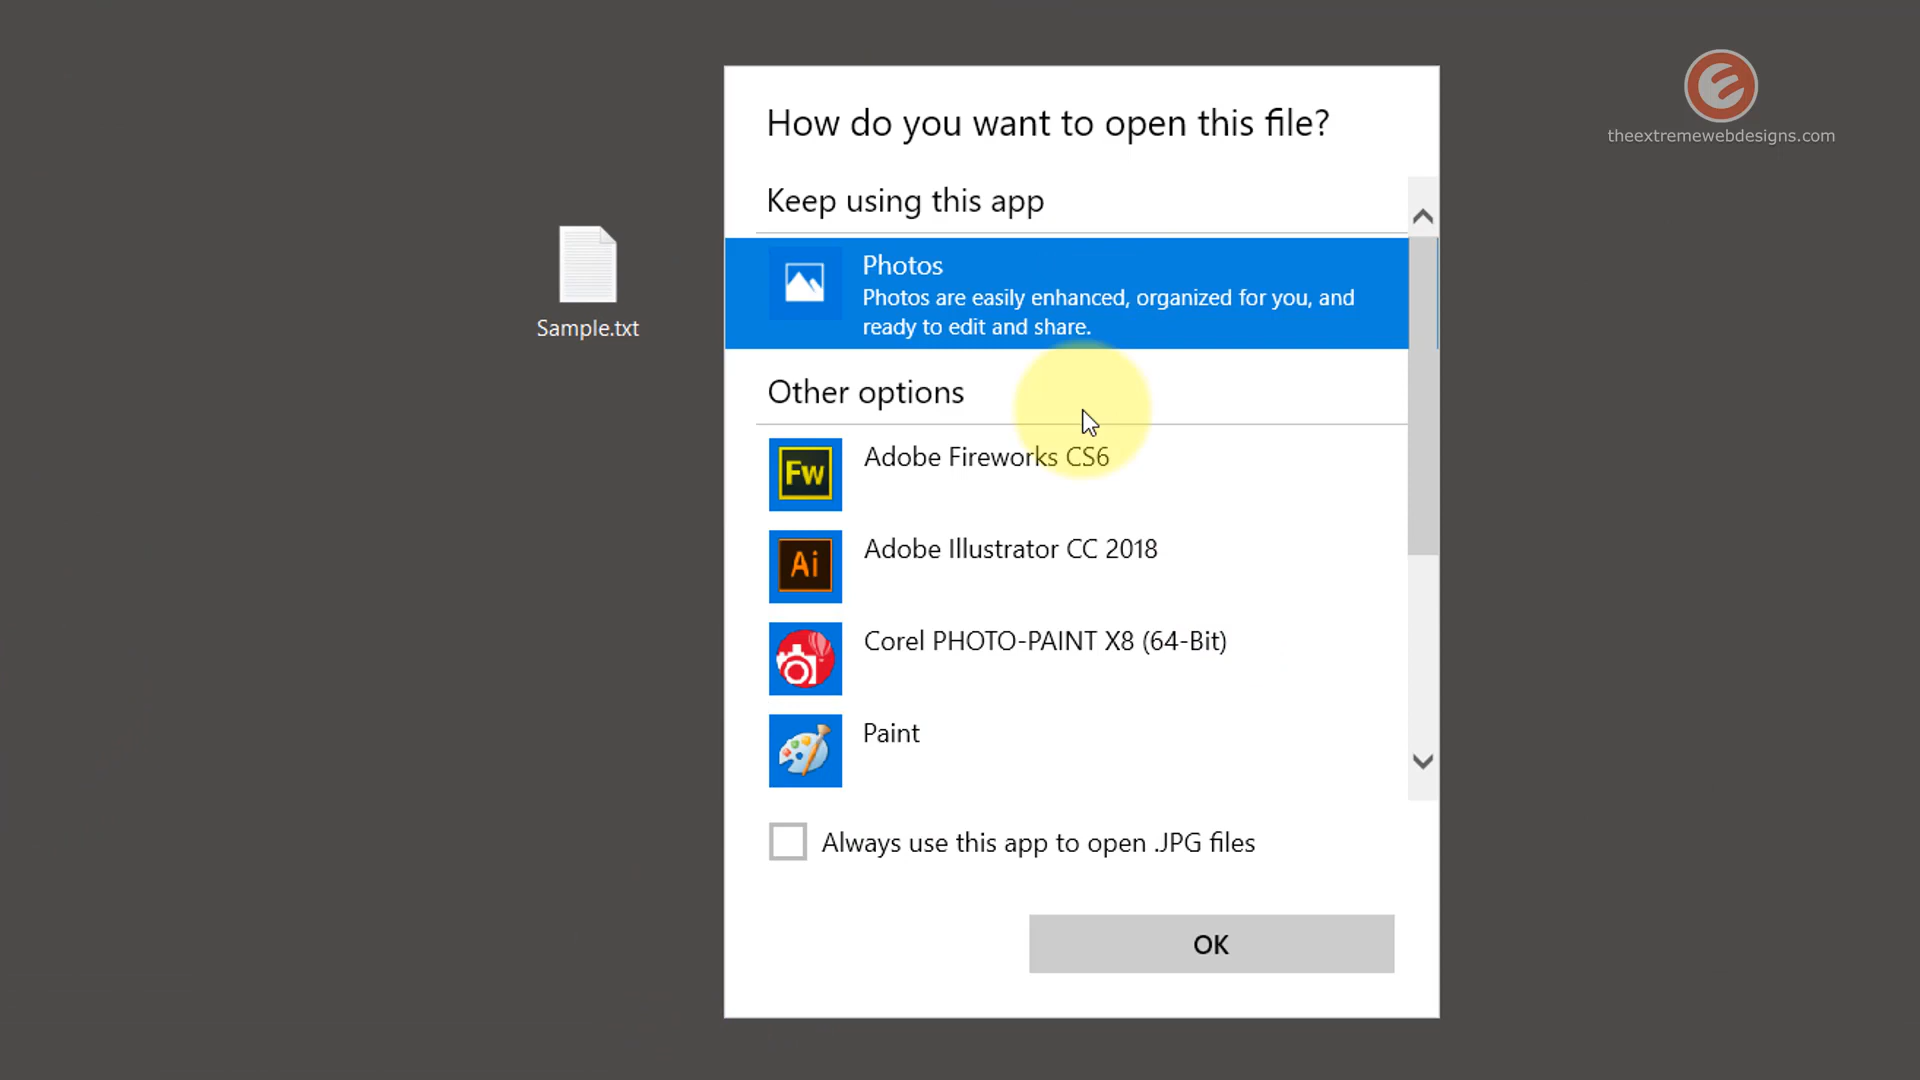 How do you want to open this file?
theextremewebdesigns.com
Keep using this app
Photos
Photos are easily enhanced, organized for you, and
ready to edit and share.
Sample.txt
Other options
Fw
Adobe Fireworks CS6
Ai
Adobe Illustrator CC 2018
Corel PHOTO-PAINT X8 (64-Bit)
Paint
Always use this app to open .JPG files
OK